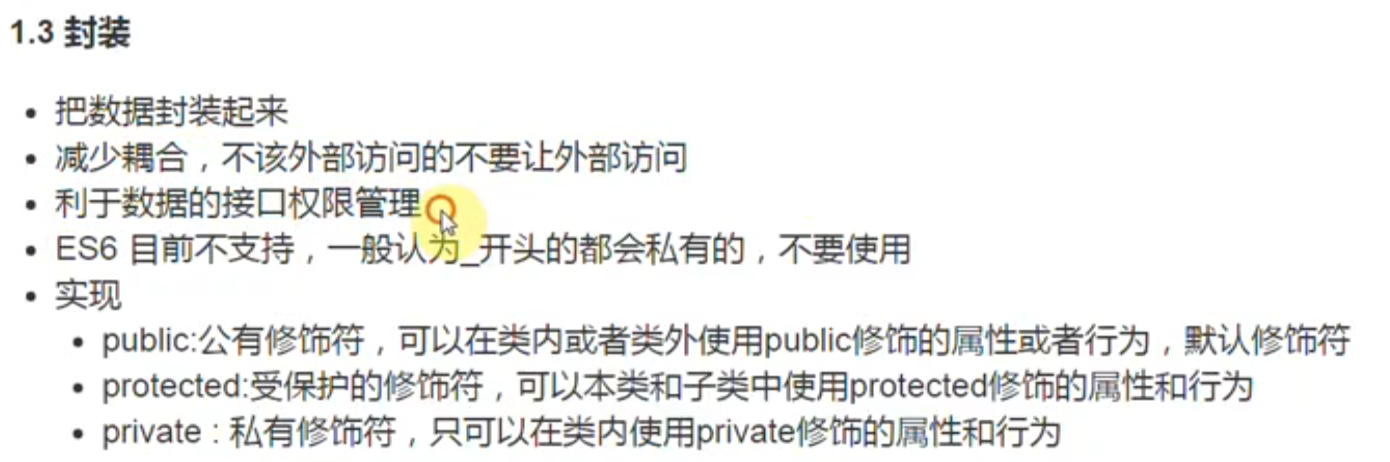 1.3 封装
把数据封装起来
减少耦合，不该外部访问的不要让外部访问
利于数据的接口权限管理
ES6 目前不支持，一般认为_开头的都会私有的，不要使用
实现
public:公有修饰符，可以在类内或者类外使用public修饰的属性或者行为，默认修饰符
protected:受保护的修饰符，可以本类和子类中使用protected修饰的属性和行为
private : 私有修饰符，只可以在类内使用private修饰的属性和行为